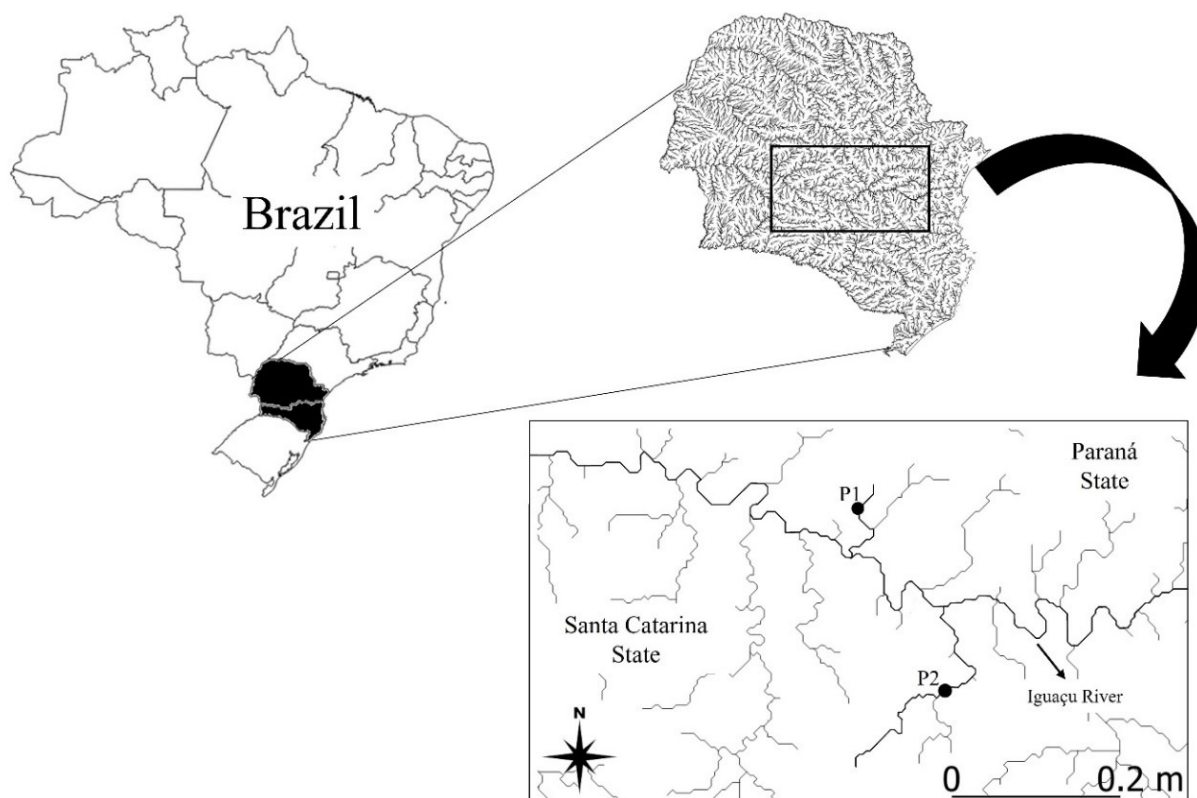 Brazil
Paraná
State
P1
Santa Catarina
State
P2
Iguaçu River
N
0 0.2 m